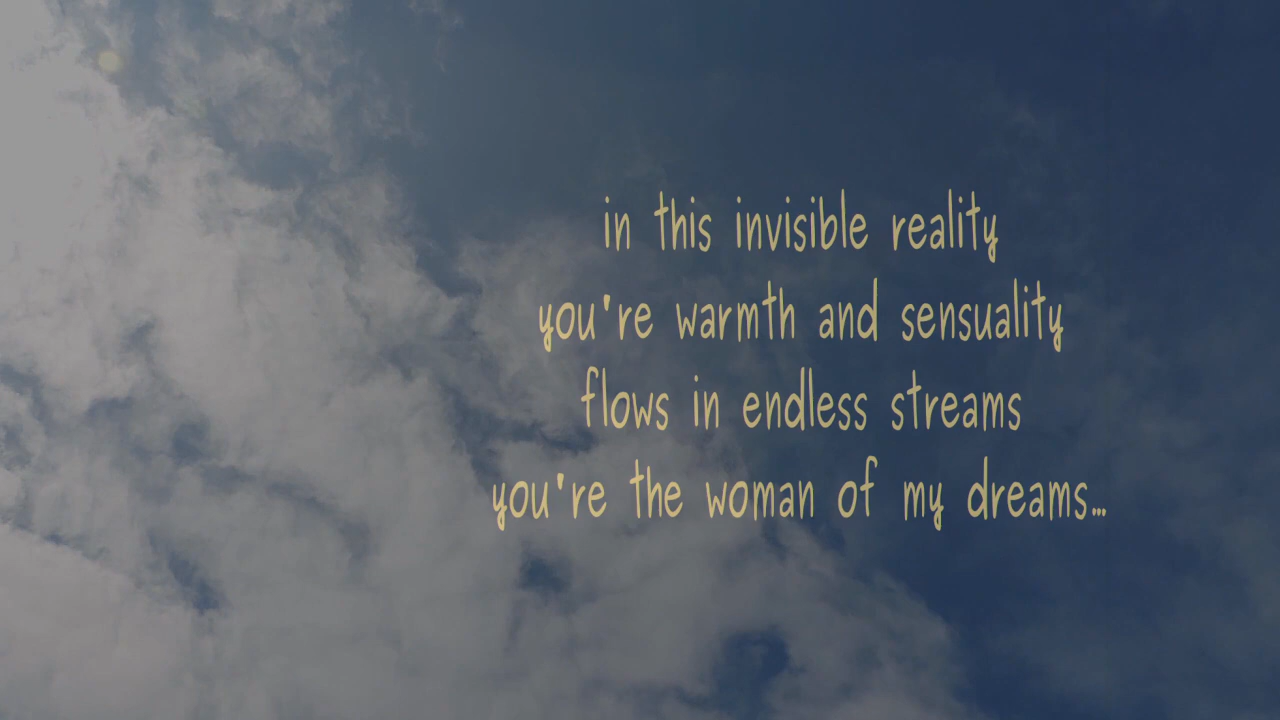 in this invisible reality
you're warmth and sensuality
flows in endless streams
you're the woman of my dreams...